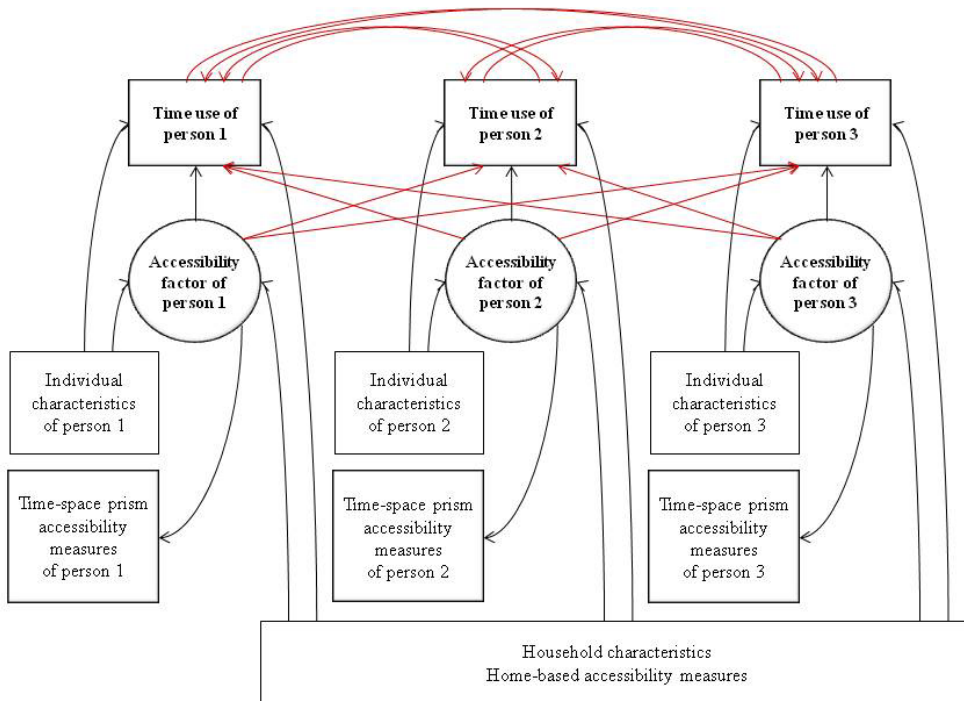 Time use of
person 1
Time use of
person 2
Time use of
person 3
Accessibility
factor of
person 1
Accessibility
factor of
person 2
Accessibility
factor of
person 3
Individual
characteristics
of person 1
Individual
characteristics
of person 2
Individual
characteristics
of person 3
Time-space prism
accessibility
measures
of person 1
Time-space prism
accessibility
measures
of person 2
Time-space prism
accessibility
measures
of person 3
Household characteristics
Home-based accessibility measures